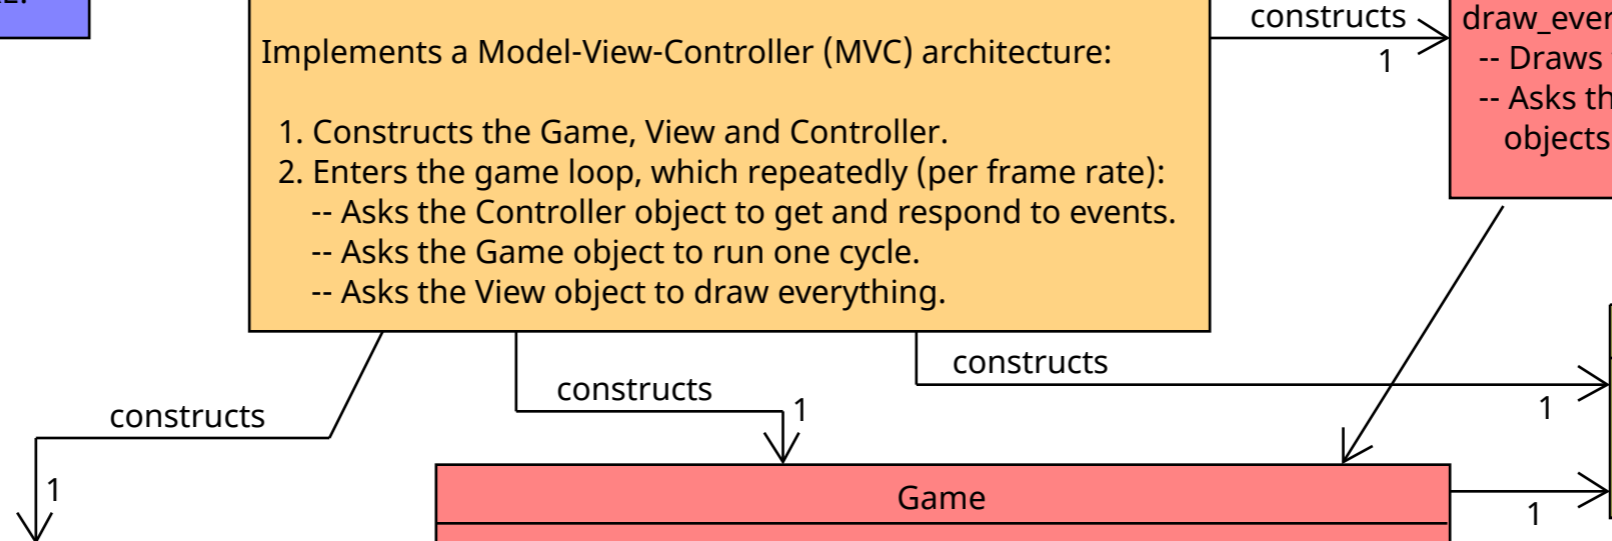 constructs
1
draw_
-- Draws
-- Asks
objects
Implements a Model-View-Controller (MVC) architecture:
1. Constructs the Game, View and Controller.
2. Enters the game loop, which repeatedly (per frame rate):
-- Asks the Controller object to get and respond to events.
-- Asks the Game object to run one cycle.
-- Asks the View object to draw everything.
constructs
1
constructs
1
constructs
1
Game
1